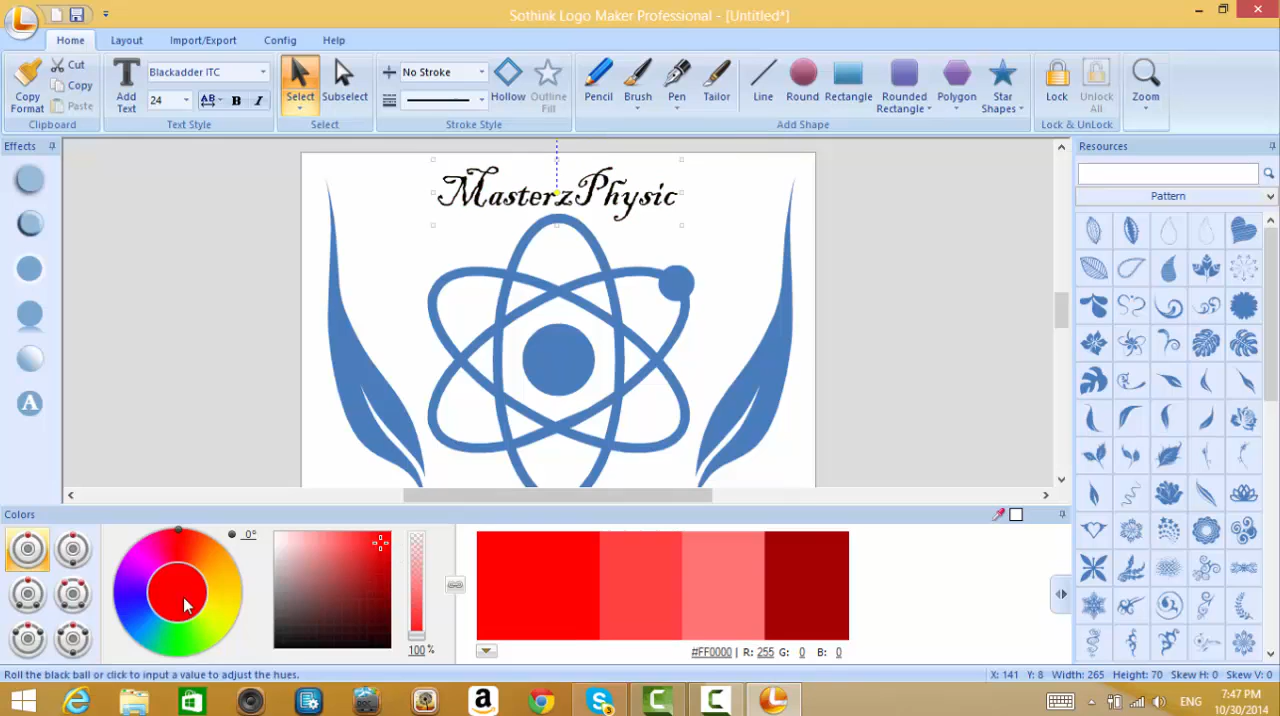 Sothink Logo Maker Professional - [Untitled*]
Home Layout Import/Export Config Help
Copy Format
Cut
Copy
Paste
Clipboard
Add Text
Blackadder ITC
24
AB B I
Text Style
Select
Subselect
Select
No Stroke
Hollow
Outline Fill
Stroke Style
Pencil
Brush
Pen
Tailor
Line
Round
Rectangle
Rounded Rectangle
Polygon
Star Shapes
Add Shape
Lock
Unlock All
Lock & UnLock
Zoom
Effects
A
MasterzPhysic
Resources
Pattern
Colors
0°
100 %
#FF0000 | R: 255 G: 0 B: 0
Roll the black ball or click to input a value to adjust the hues.
X: 141 Y: 8 Width: 265 Height: 70 Skew H: 0 Skew V: 0
ENG
7:47 PM
10/30/2014